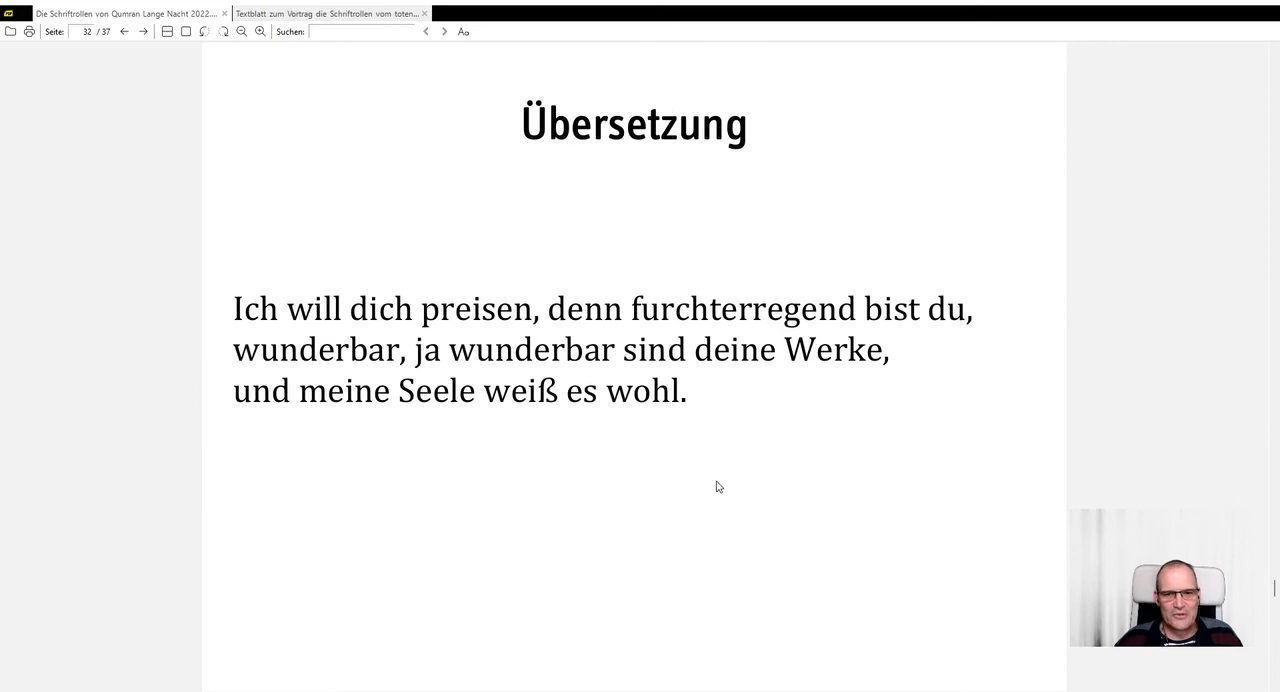 Die Schriftrollen von Qumran Lange Nacht 2022....
Textblatt zum Vortrag die Schriftrollen vom toten...
Seite: 32 / 37 Suchen: Aa
Übersetzung
Ich will dich preisen, denn furchterregend bist du,
wunderbar, ja wunderbar sind deine Werke,
und meine Seele weiß es wohl.